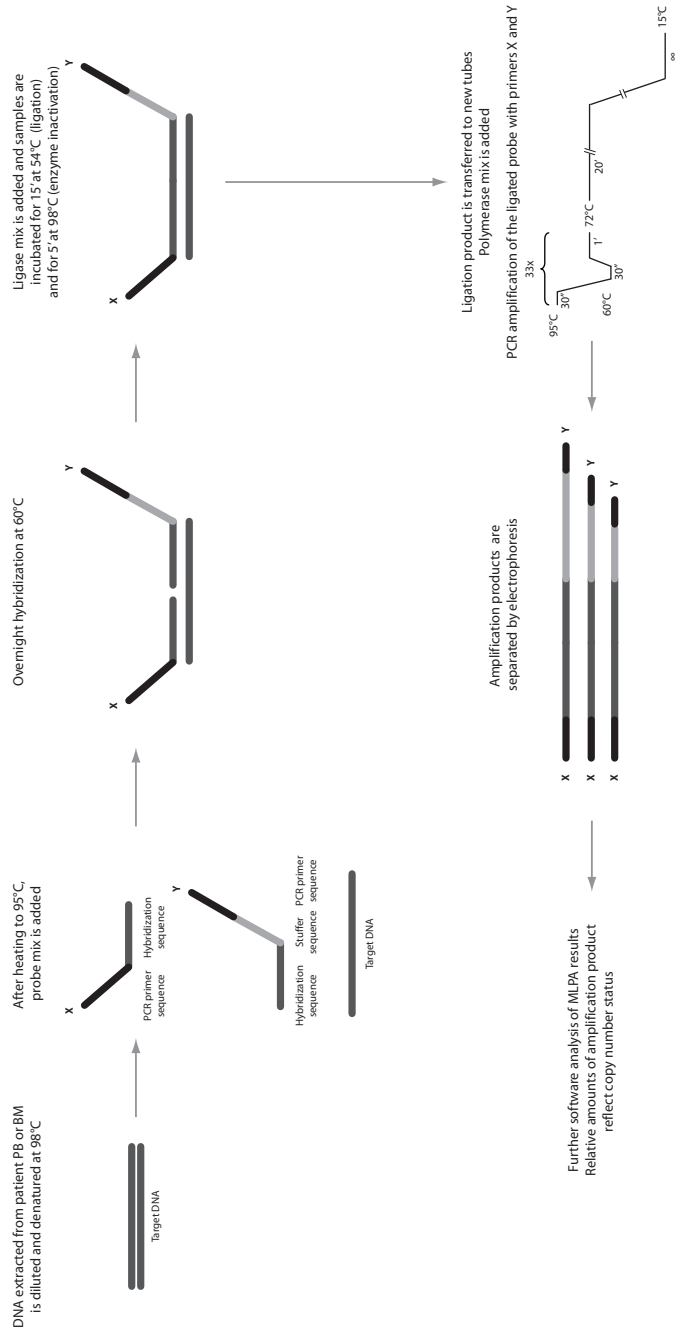 DNA extracted from patient PB or BM
is diluted and denatured at 98°C
Target DNA
After heating to 95°C,
probe mix is added
X
PCR primer
sequence
Hybridization
sequence
Y
Hybridization
sequence
Stuffer
sequence
PCR primer
sequence
Target DNA
Overnight hybridization at 60°C
X
Y
Ligase mix is added and samples are
incubated for 15’ at 54°C (ligation)
and for 5’ at 98°C (enzyme inactivation)
X
Y
Ligation product is transferred to new tubes
Polymerase mix is added
PCR amplification of the ligated probe with primers X and Y
33x
95°C
30’’
60°C
30’’
1’
72°C
20’
∞
15°C
Amplification products are
separated by electrophoresis
X
Y
X
Y
X
Y
Further software analysis of MLPA results
Relative amounts of amplification product
reflect copy number status